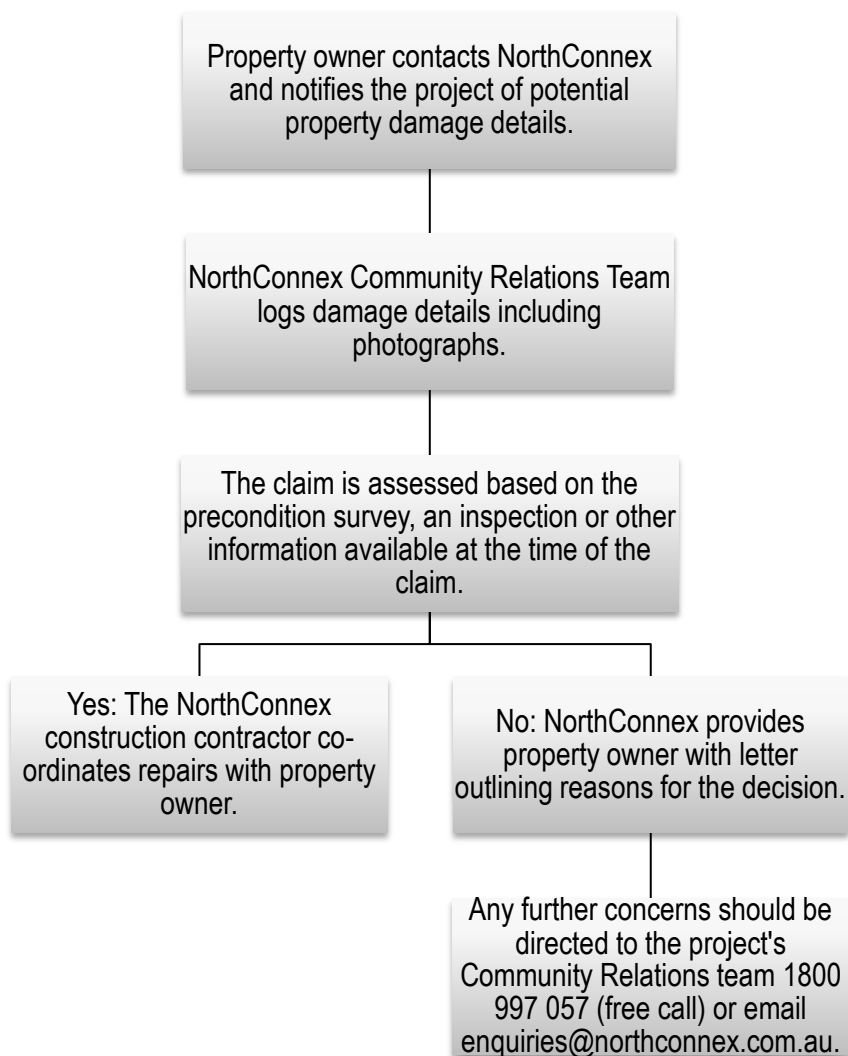 Property owner contacts NorthConnex
and notifies the project of potential
property damage details.
NorthConnex Community Relations Team
logs damage details including
photographs.
The claim is assessed based on the
precondition survey, an inspection or other
information available at the time of the
claim.
Yes: The NorthConnex
construction contractor co-
ordinates repairs with property
owner.
No: NorthConnex provides
property owner with letter
outlining reasons for the decision.
Any further concerns should be
directed to the project's
Community Relations team 1800
997 057 (free call) or email
enquiries@northconnex.com.au.